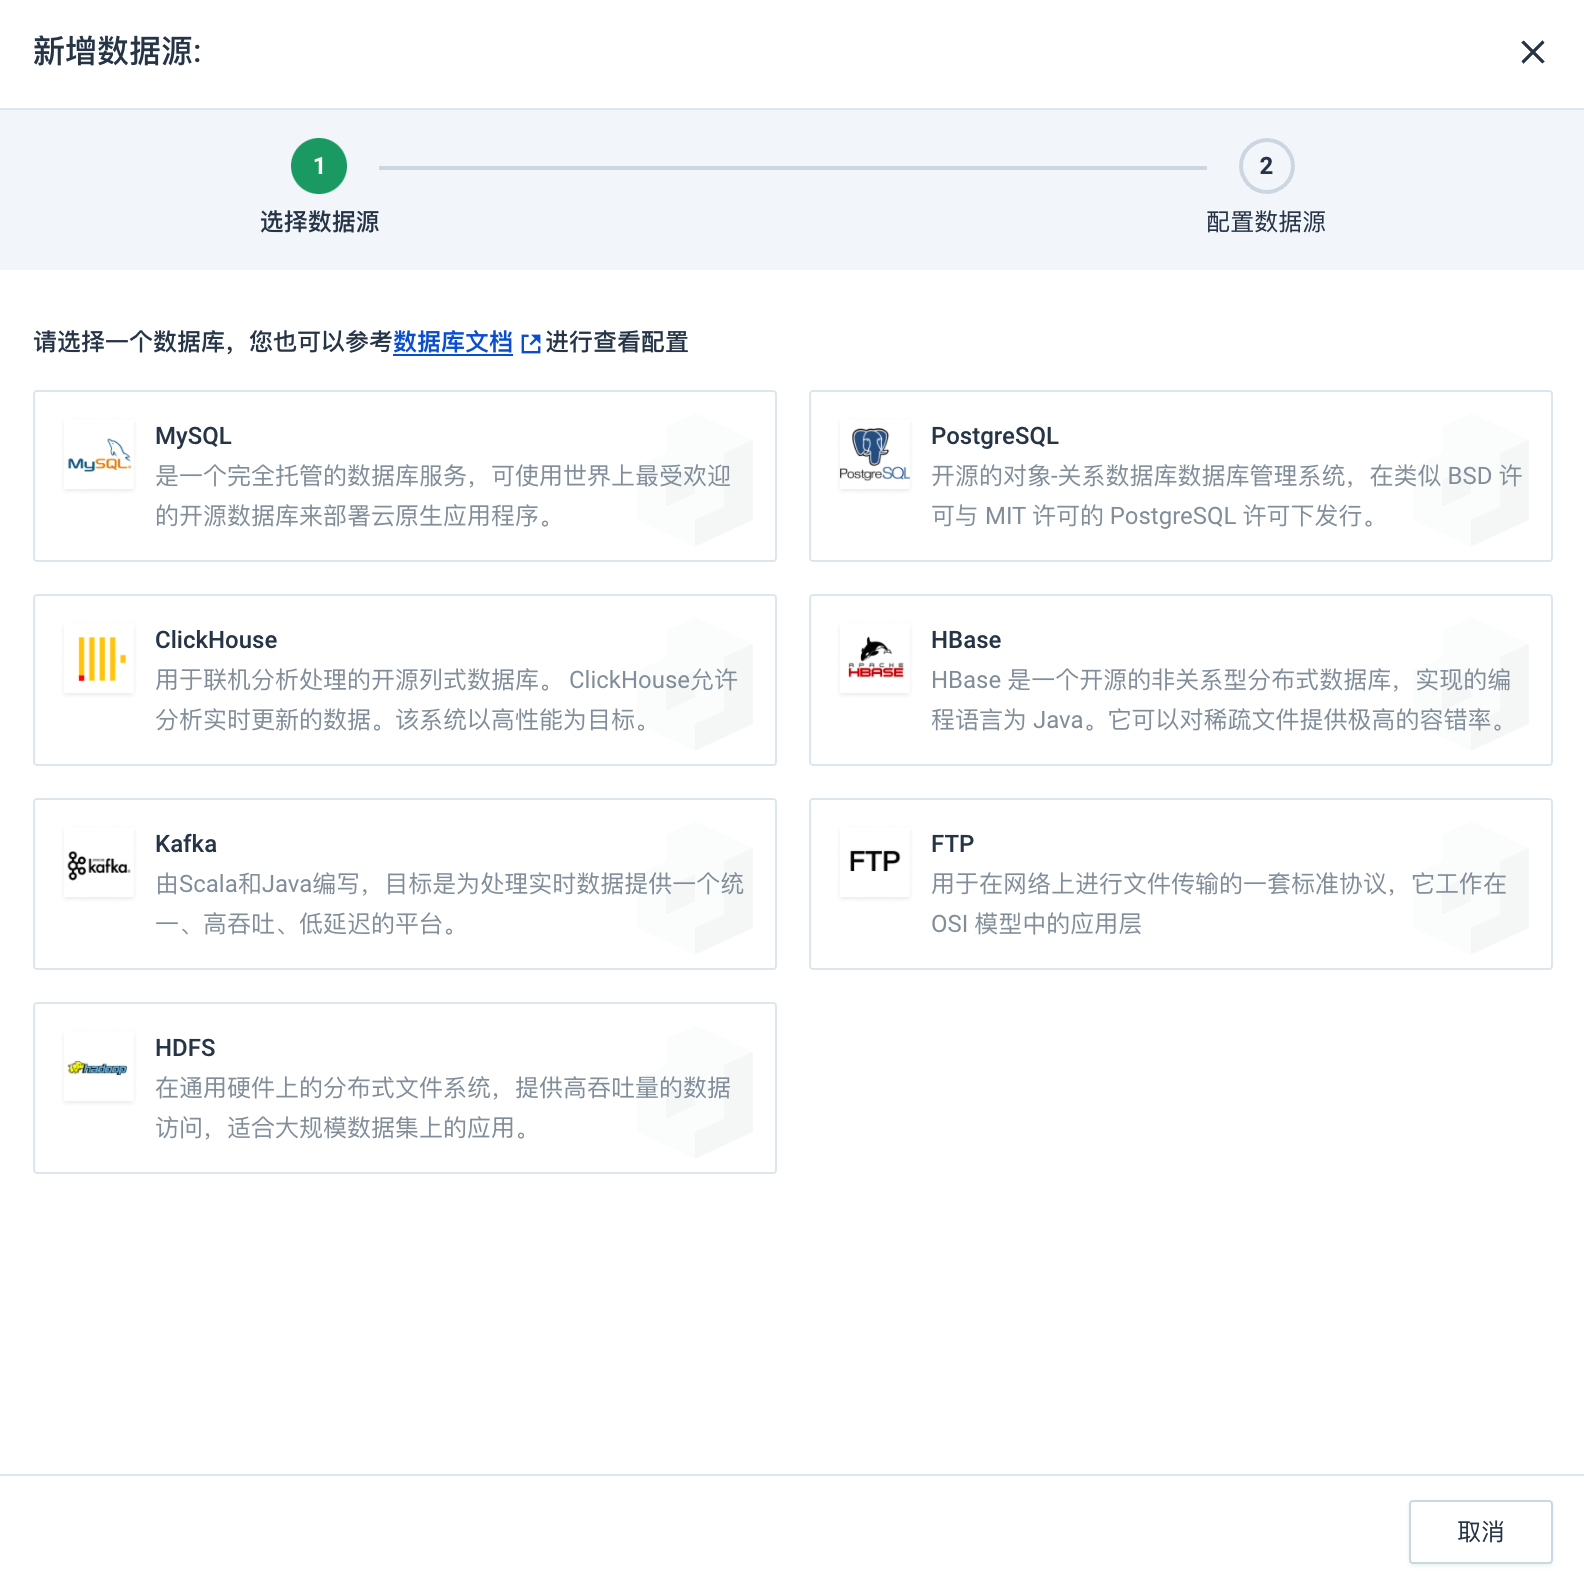 新增数据源:
1
2
选择数据源
配置数据源
请选择一个数据库，您也可以参考数据库文档进行查看配置
MySQL
MySQL
是一个完全托管的数据库服务，可使用世界上最受欢迎
的开源数据库来部署云原生应用程序。
PostgreSQL
PostgreSQL
开源的对象-关系数据库数据库管理系统，在类似 BSD 许
可与 MIT 许可的 PostgreSQL 许可下发行。
ClickHouse
用于联机分析处理的开源列式数据库。 ClickHouse允许
分析实时更新的数据。该系统以高性能为目标。
APACHE
HBASE
HBase
HBase 是一个开源的非关系型分布式数据库，实现的编
程语言为 Java。它可以对稀疏文件提供极高的容错率。
kafka
Kafka
由Scala和Java编写，目标是为处理实时数据提供一个统
一、高吞吐、低延迟的平台。
FTP
FTP
用于在网络上进行文件传输的一套标准协议，它工作在
OSI 模型中的应用层
hadoop
HDFS
在通用硬件上的分布式文件系统，提供高吞吐量的数据
访问，适合大规模数据集上的应用。
取消